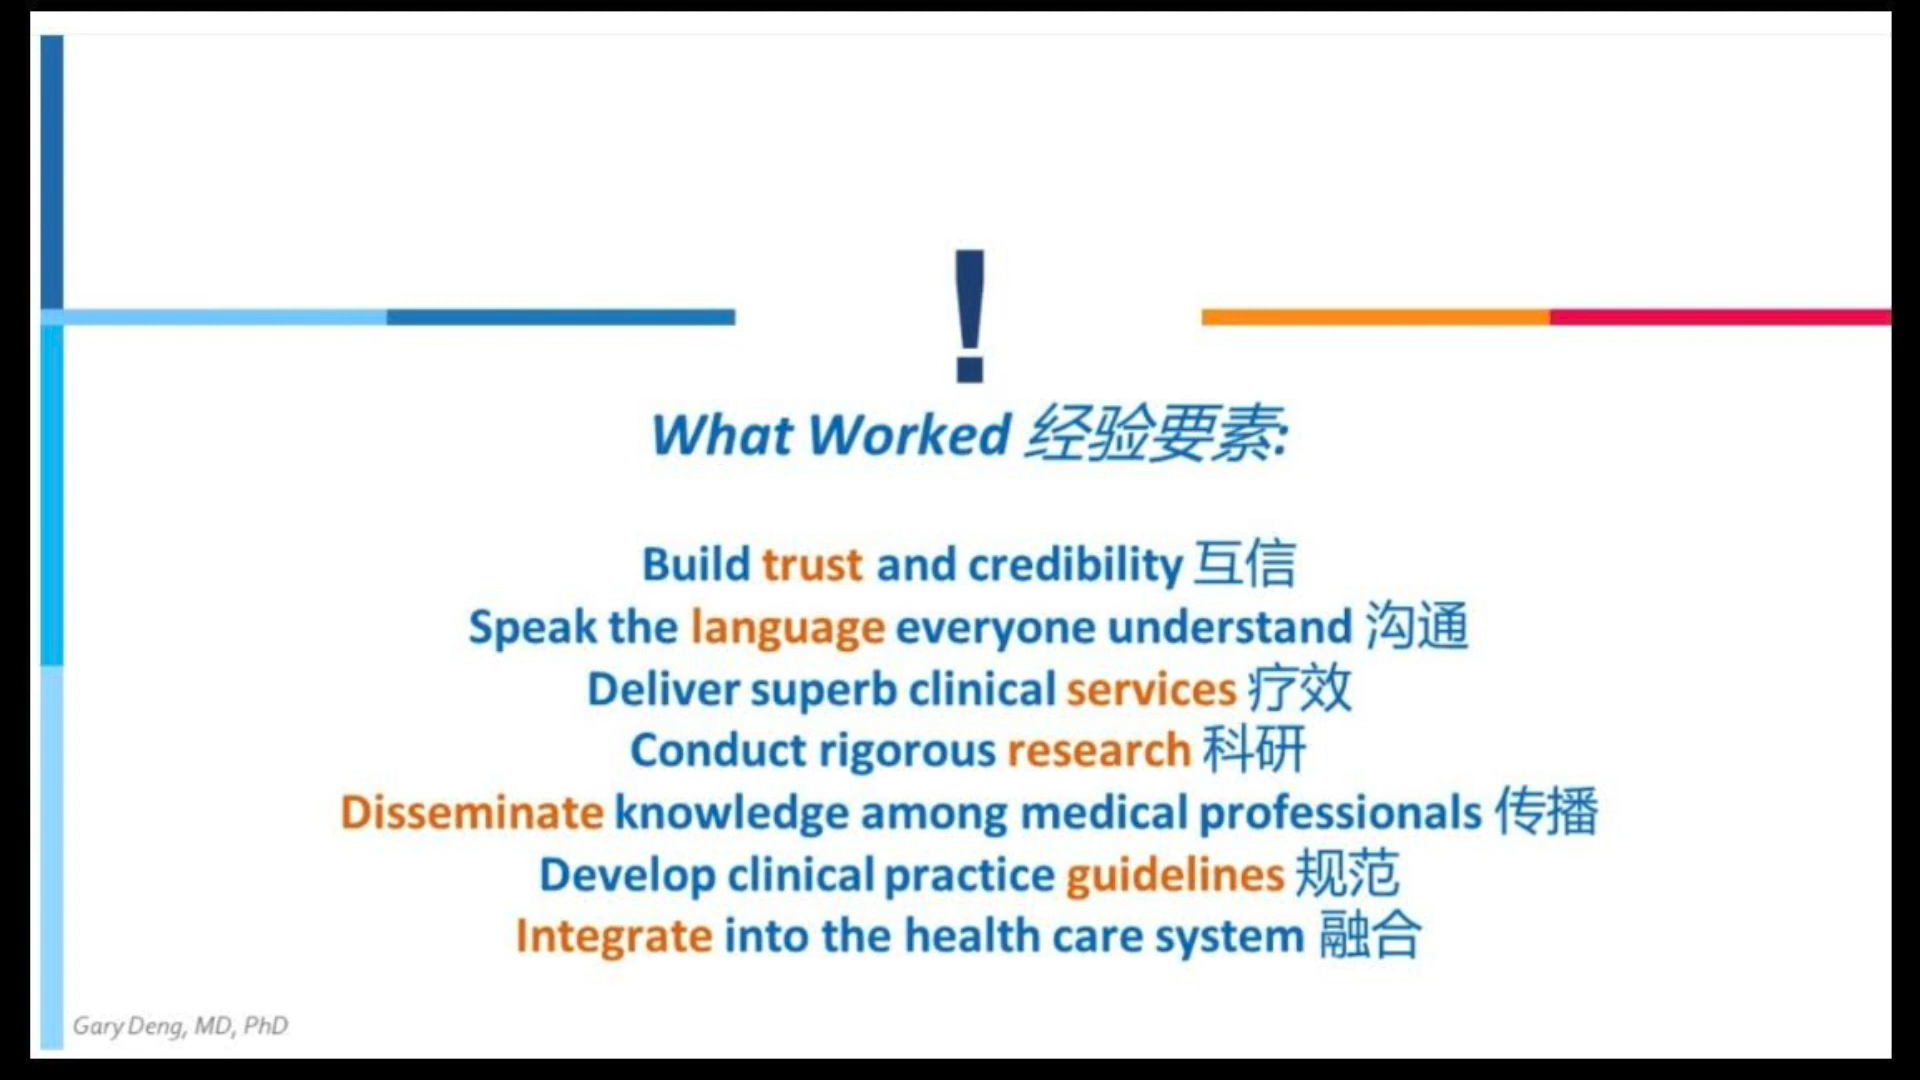 !
What Worked 经验要素:
Build trust and credibility 互信
Speak the language everyone understand 沟通
Deliver superb clinical services 疗效
Conduct rigorous research 科研
Disseminate knowledge among medical professionals 传播
Develop clinical practice guidelines 规范
Integrate into the health care system 融合
Gary Deng, MD, PhD